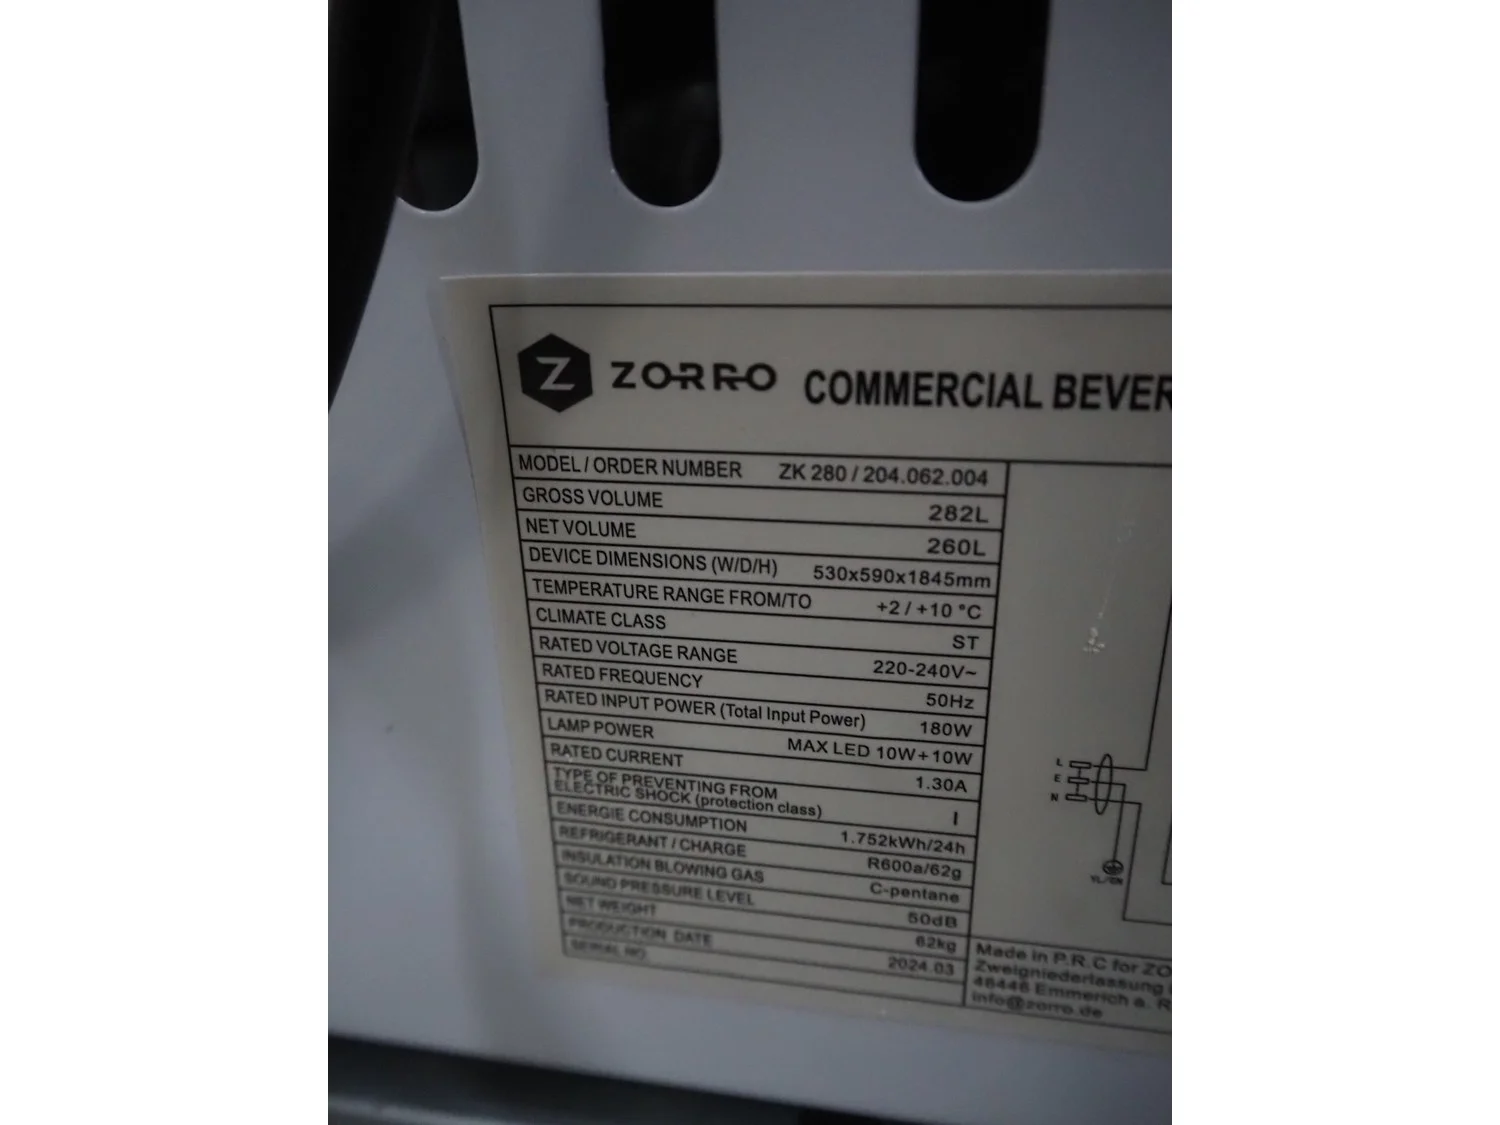 Z ZORRO COMMERCIAL BEVER
MODEL / ORDER NUMBER ZK 280 / 204.062.004
GROSS VOLUME 282L
NET VOLUME 260L
DEVICE DIMENSIONS (W/D/H) 530x590x1845mm
TEMPERATURE RANGE FROM/TO +2 / +10 °C
CLIMATE CLASS ST
RATED VOLTAGE RANGE 220-240V~
RATED FREQUENCY 50Hz
RATED INPUT POWER (Total Input Power) 180W
LAMP POWER MAX LED 10W+10W
RATED CURRENT 1.30A
TYPE OF PREVENTING FROM
ELECTRIC SHOCK (protection class) I
ENERGIE CONSUMPTION 1.752kWh/24h
REFRIGERANT / CHARGE R600a/62g
INSULATION BLOWING GAS C-pentane
SOUND PRESSURE LEVEL 50dB
NET WEIGHT 62kg
PRODUCTION DATE 2024.03
SERIAL NO
L
E
N
YL/GN
Made in P.R.C for ZO
Zweigniederlassung
46446 Emmerich a. R
info@zorro.de